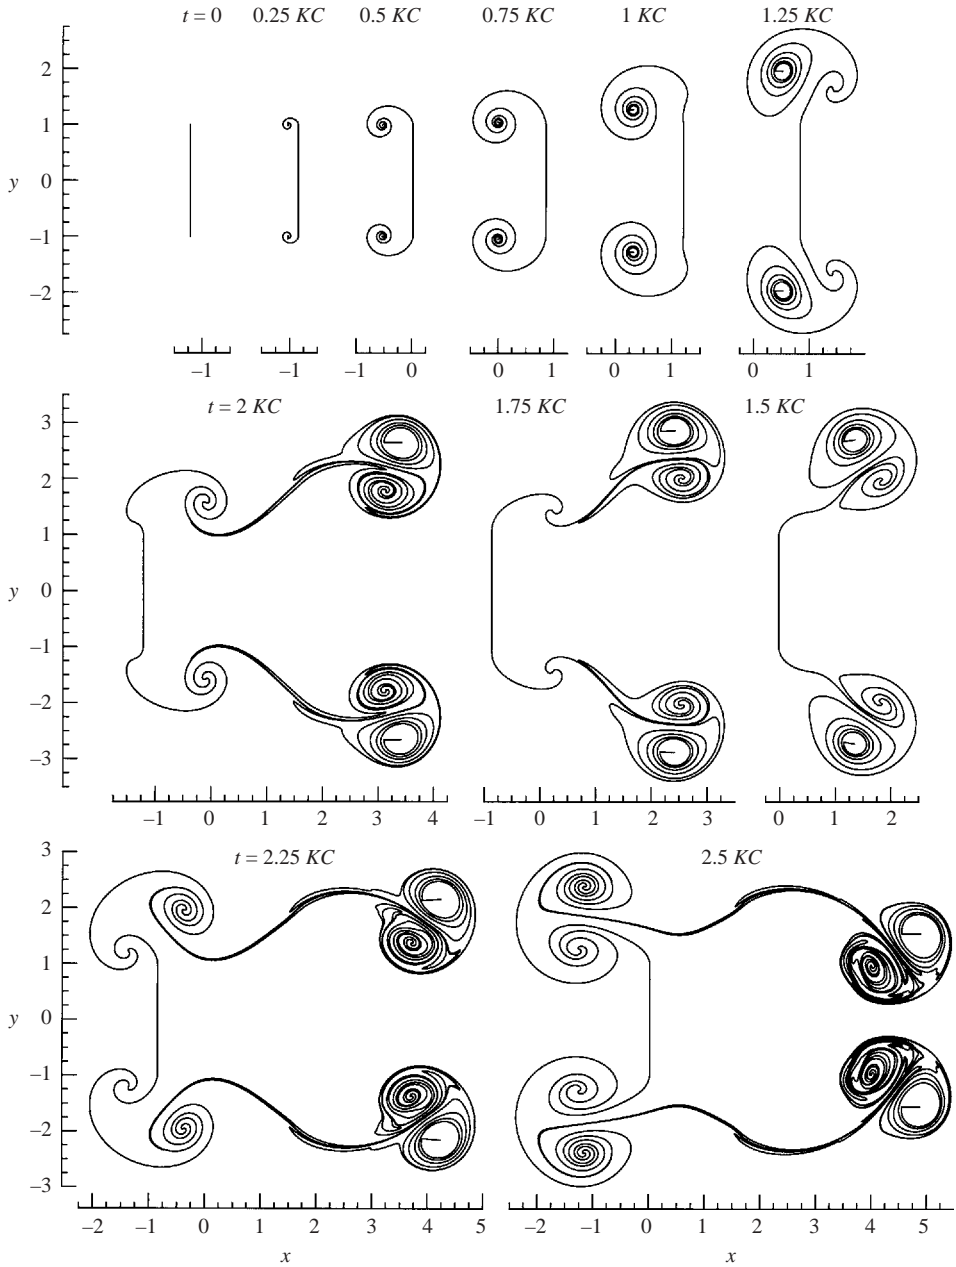 t = 0 0.25 KC 0.5 KC 0.75 KC 1 KC 1.25 KC
2
1
y 0
–1
–2
–1 –1 –1 0 0 1 0 1 0 1
t = 2 KC 1.75 KC 1.5 KC
3
2
1
y 0
–1
–2
–3
–1 0 1 2 3 4 –1 0 1 2 3 0 1 2
t = 2.25 KC 2.5 KC
3
2
1
y 0
–1
–2
–3
–2 –1 0 1 2 3 4 5 –2 –1 0 1 2 3 4 5
x x